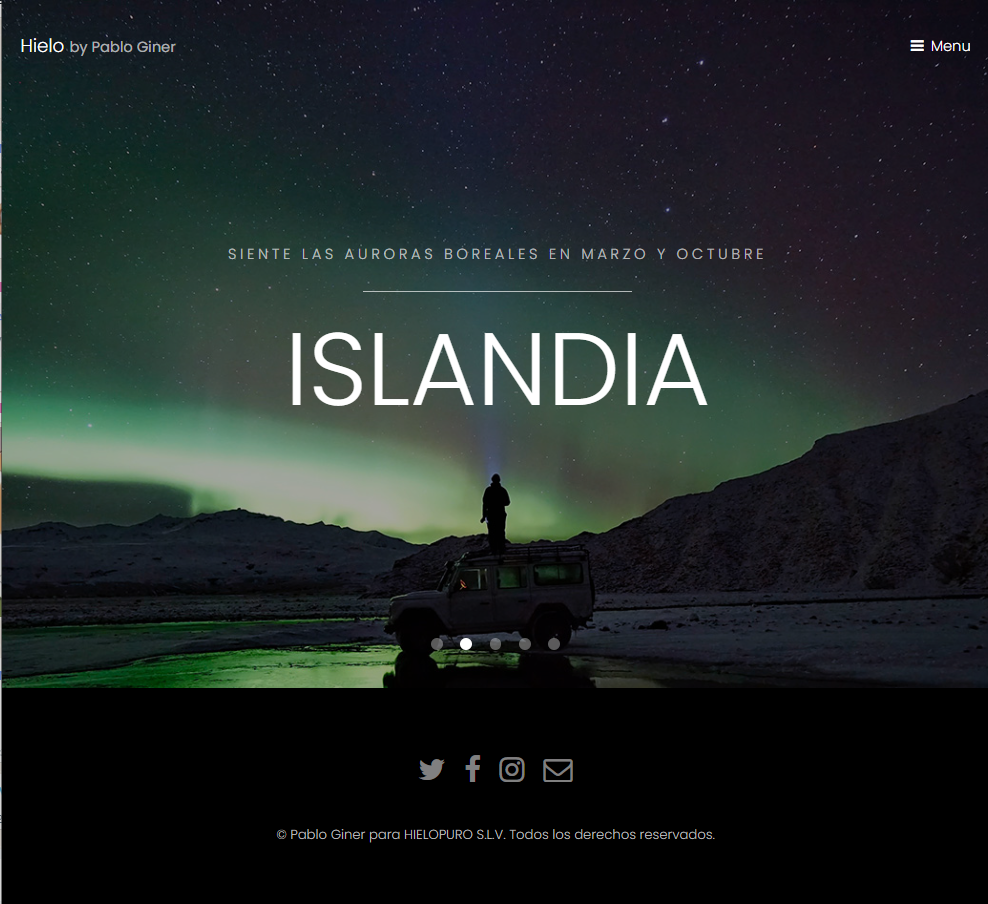 Hielo by Pablo Giner
Menu
SIENTE LAS AURORAS BOREALES EN MARZO Y OCTUBRE
ISLANDIA
© Pablo Giner para HIELOPURO S.L.V. Todos los derechos reservados.